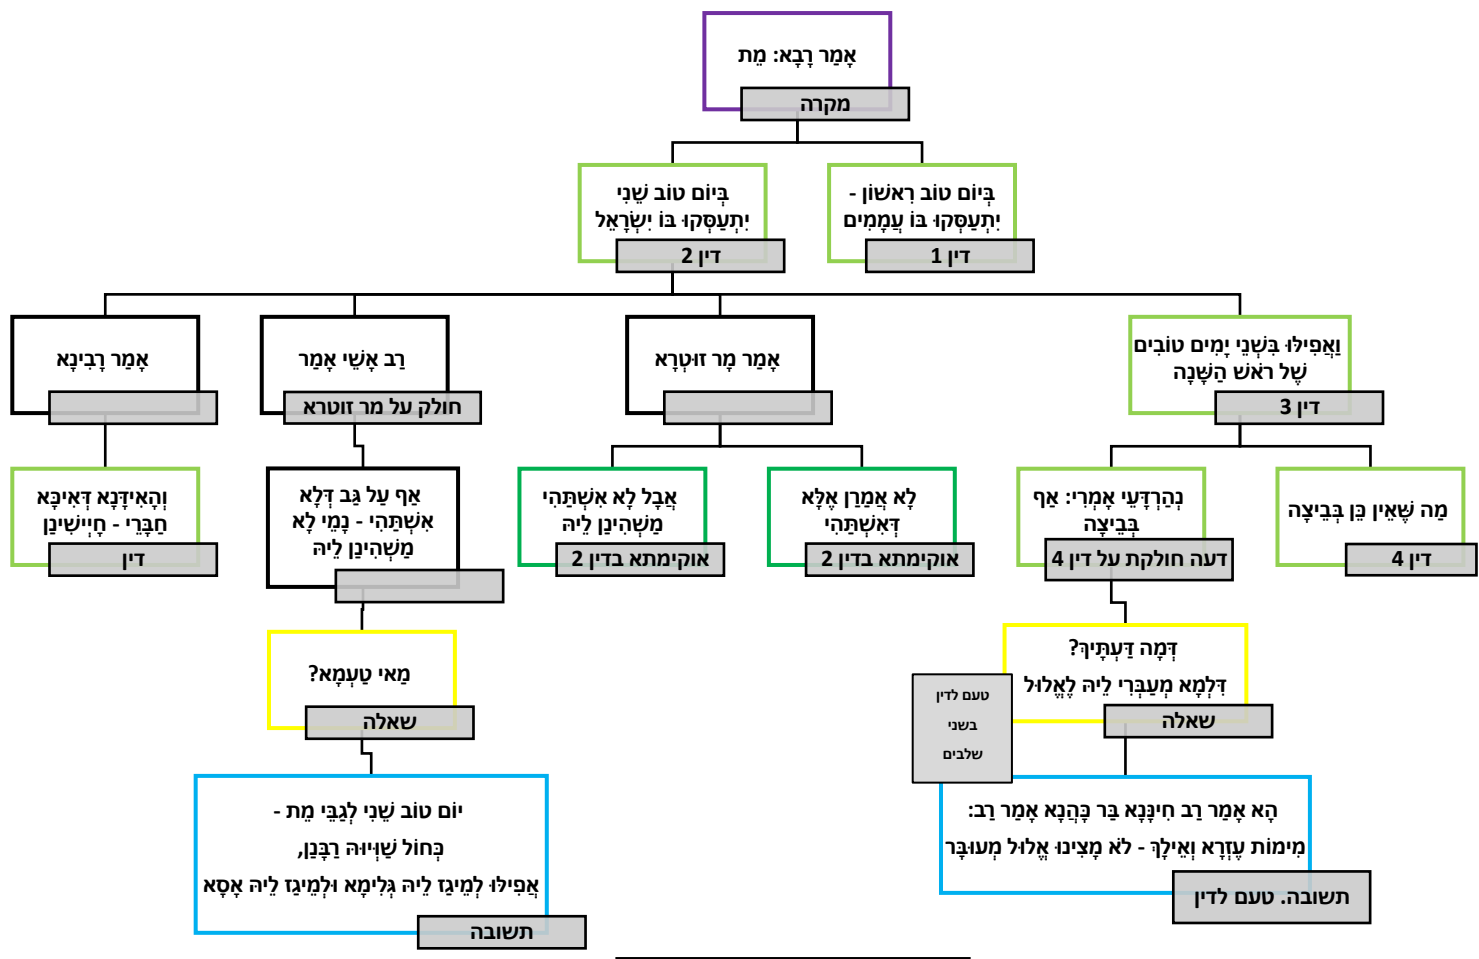 אָמַר רָבָא: מֵת
מקרה
בְּיוֹם טוֹב רִאשׁוֹן -
יִתְעַסְּקוּ בּוֹ עֲמָמִים
דין 1
בְּיוֹם טוֹב שֵׁנִי
יִתְעַסְּקוּ בּוֹ יִשְׂרָאֵל
דין 2
וַאֲפִילּוּ בִּשְׁנֵי יָמִים טוֹבִים
שֶׁל רֹאשׁ הַשָּׁנָה
דין 3
אָמַר מָר זוּטְרָא
רַב אָשֵׁי אָמַר
חולק על מר זוטרא
אָמַר רָבִינָא
מַה שֶּׁאֵין כֵּן בְּבֵיצָה
דין 4
נְהַרְדָּעֵי אָמְרִי: אַף
בְּבֵיצָה
דעה חולקת על דין 4
לָא אֲמַרַן אֶלָּא
דְּאִשְׁתַּהִי
אוקימתא בדין 2
אֲבָל לָא אִשְׁתַּהִי
מַשְׁהִינַן לֵיהּ
אוקימתא בדין 2
אַף עַל גַּב דְּלָא
אִשְׁתַּהִי - נָמֵי לָא
מַשְׁהִינַן לֵיהּ
וְהָאִידָּנָא דְּאִיכָּא
חַבָּרֵי - חָיְישִׁינַן
דין
דְּמָה דַּעְתָּיךְ?
דִּלְמָא מְעַבְּרִי לֵיהּ לֶאֱלוּל
שאלה
טעם לדין
בשני
שלבים
מַאי טַעְמָא?
שאלה
הָא אָמַר רַב חִינָּנָא בַּר כָּהֲנָא אָמַר רַב:
מִימוֹת עֶזְרָא וְאֵילָךְ - לֹא מָצִינוּ אֱלוּל מְעוּבָּר
תשובה. טעם לדין
יוֹם טוֹב שֵׁנִי לְגַבֵּי מֵת -
כְּחוֹל שַׁוְּיוּהּ רַבָּנַן,
אֲפִילּוּ לְמֵיגַז לֵיהּ גְּלִימָא וּלְמֵיגַז לֵיהּ אָסָא
תשובה